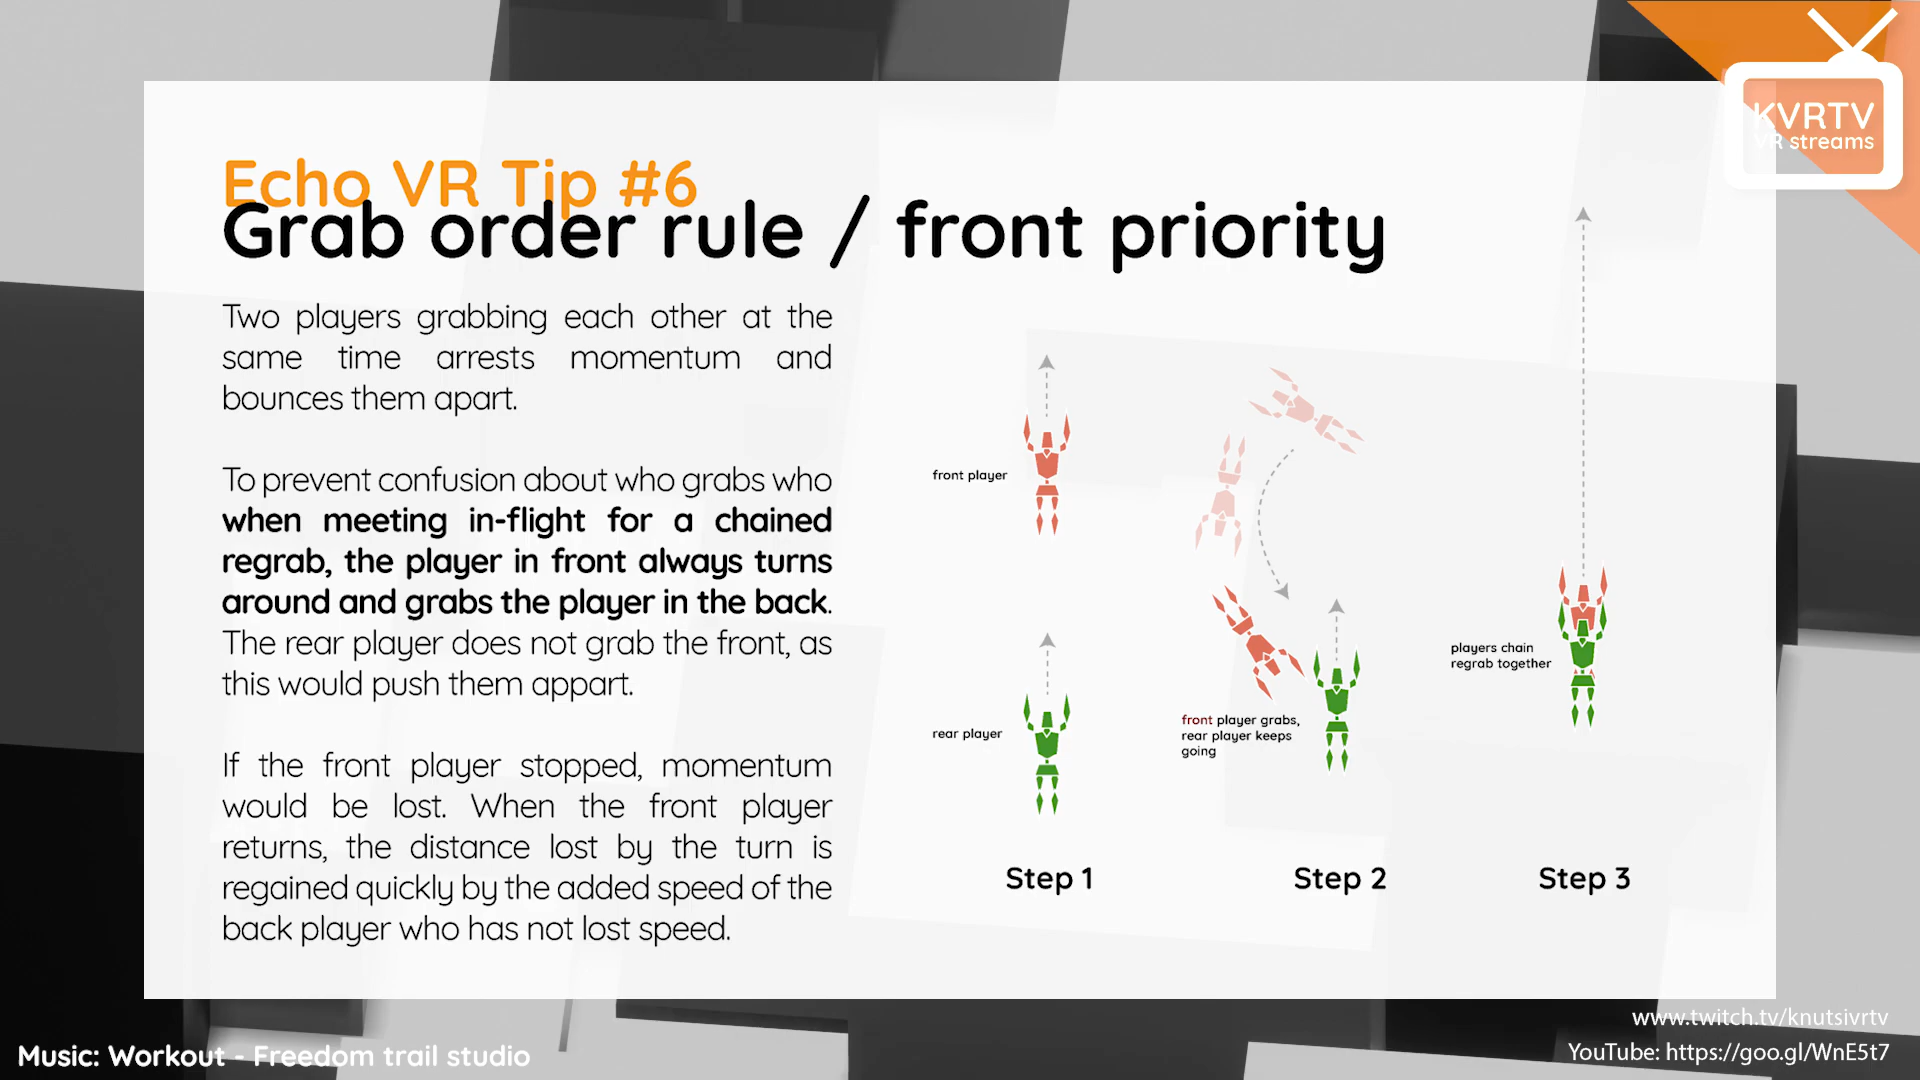 KVRTV
VR streams
Echo VR Tip #6
Grab order rule / front priority
Two players grabbing each other at the
same time arrests momentum and
bounces them apart.
To prevent confusion about who grabs who
when meeting in-flight for a chained
regrab, the player in front always turns
around and grabs the player in the back.
The rear player does not grab the front, as
this would push them appart.
If the front player stopped, momentum
would be lost. When the front player
returns, the distance lost by the turn is
regained quickly by the added speed of the
back player who has not lost speed.
front player
rear player
Step 1
front player grabs,
rear player keeps
going
Step 2
players chain
regrab together
Step 3
www.twitch.tv/knutsivrtv
YouTube: https://goo.gl/WnE5t7
Music: Workout - Freedom trail studio